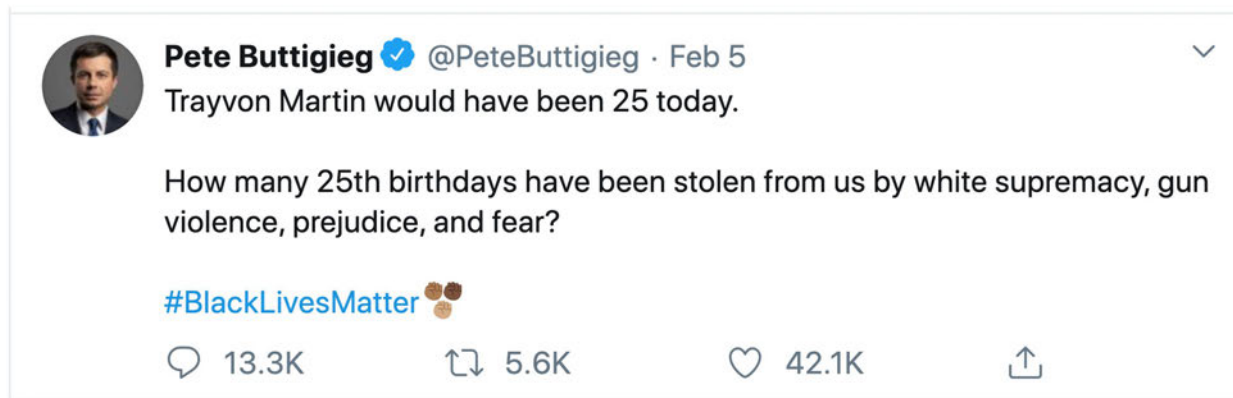 Pete Buttigieg @PeteButtigieg · Feb 5
Trayvon Martin would have been 25 today.
How many 25th birthdays have been stolen from us by white supremacy, gun
violence, prejudice, and fear?
#BlackLivesMatter
13.3K 5.6K 42.1K